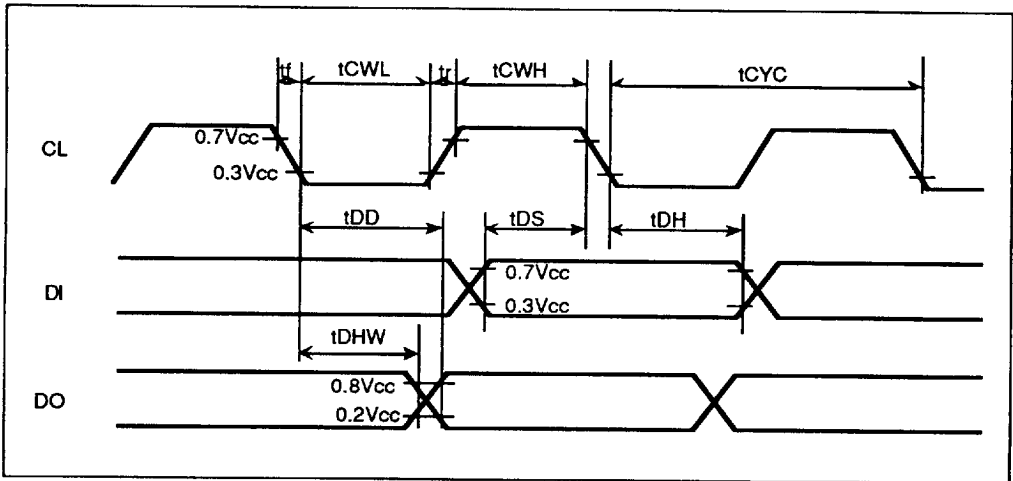 tf tCWL tr tCWH tCYC
CL
0.7Vcc
0.3Vcc
tDD tDS tDH
DI
0.7Vcc
0.3Vcc
tDHW
DO
0.8Vcc
0.2Vcc